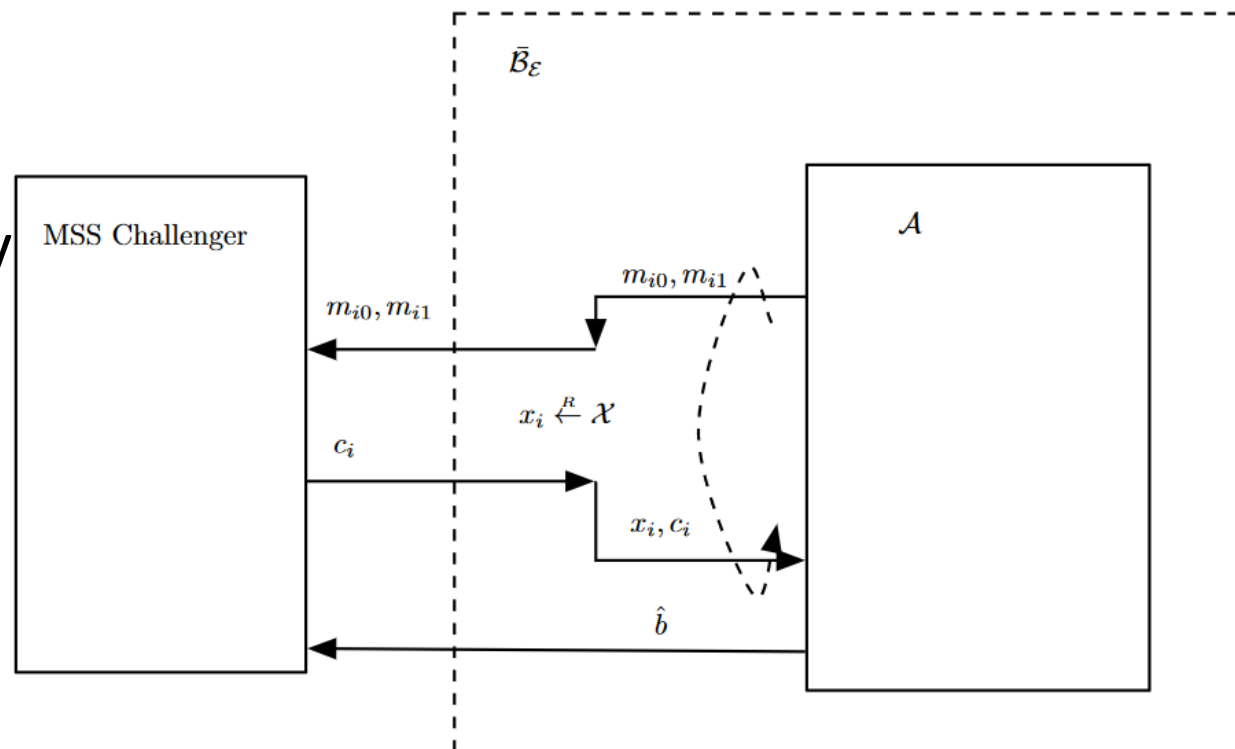 𝓑̄_𝓔
y
MSS Challenger
𝒜
m_{i0}, m_{i1}
m_{i0}, m_{i1}
x_i ←^R 𝒳
c_i
x_i, c_i
b̂